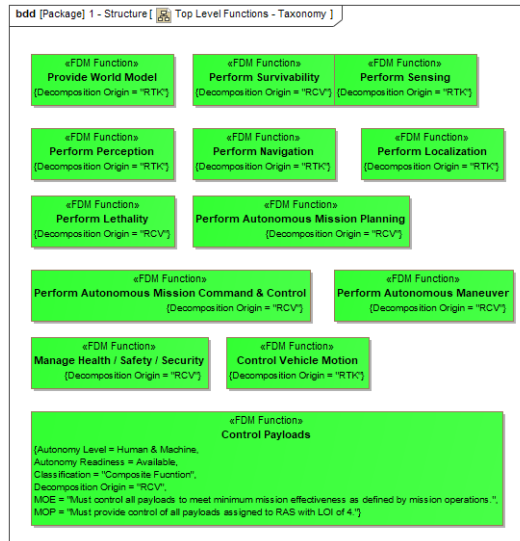 bdd [Package] 1 - Structure [ Top Level Functions - Taxonomy ]
«FDM Function»
Provide World Model
{Decomposition Origin = "RTK"}
«FDM Function»
Perform Survivability
{Decomposition Origin = "RCV"}
«FDM Function»
Perform Sensing
{Decomposition Origin = "RTK"}
«FDM Function»
Perform Perception
{Decomposition Origin = "RTK"}
«FDM Function»
Perform Navigation
{Decomposition Origin = "RTK"}
«FDM Function»
Perform Localization
{Decomposition Origin = "RTK"}
«FDM Function»
Perform Lethality
{Decomposition Origin = "RCV"}
«FDM Function»
Perform Autonomous Mission Planning
{Decomposition Origin = "RCV"}
«FDM Function»
Perform Autonomous Mission Command & Control
{Decomposition Origin = "RCV"}
«FDM Function»
Perform Autonomous Maneuver
{Decomposition Origin = "RCV"}
«FDM Function»
Manage Health / Safety / Security
{Decomposition Origin = "RCV"}
«FDM Function»
Control Vehicle Motion
{Decomposition Origin = "RTK"}
«FDM Function»
Control Payloads
{Autonomy Level = Human & Machine,
Autonomy Readiness = Available,
Classification = "Composite Fucntion",
Decomposition Origin = "RCV",
MOE = "Must control all payloads to meet minimum mission effectiveness as defined by mission operations.",
MOP = "Must provide control of all payloads assigned to RAS with LOI of 4."}